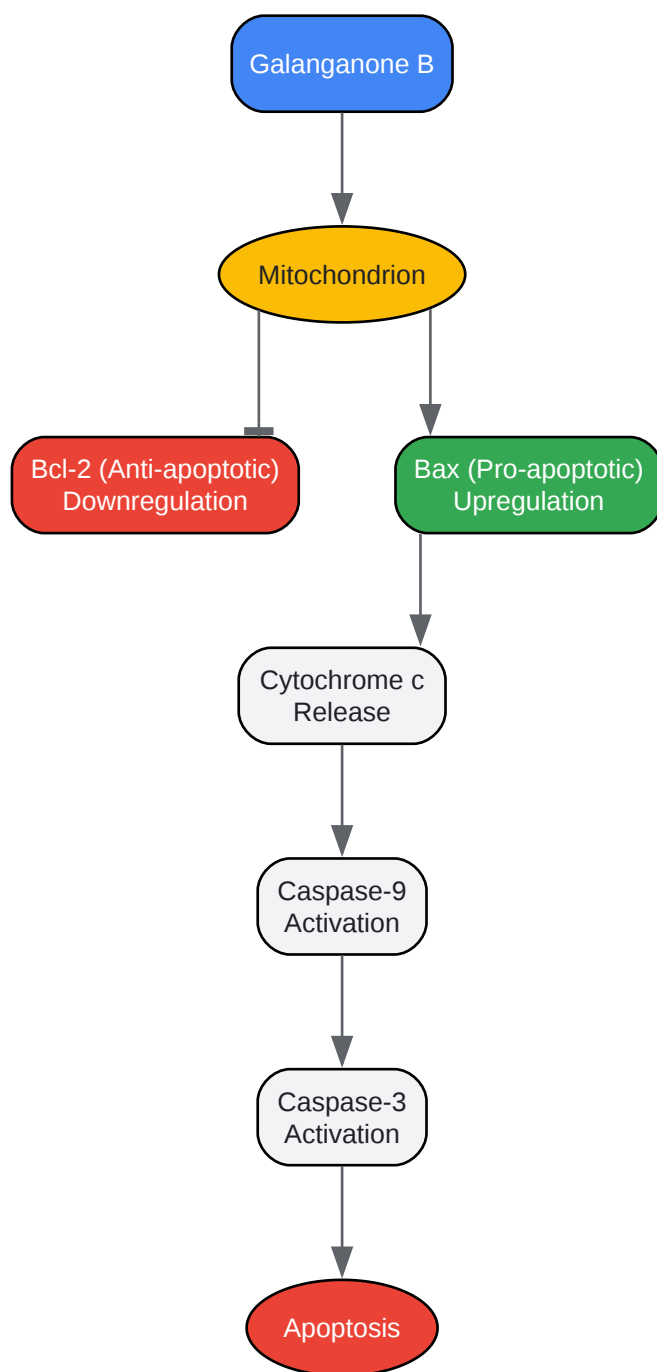 Galanganone B
Mitochondrion
Bcl-2 (Anti-apoptotic)
Downregulation
Bax (Pro-apoptotic)
Upregulation
Cytochrome c
Release
Caspase-9
Activation
Caspase-3
Activation
Apoptosis